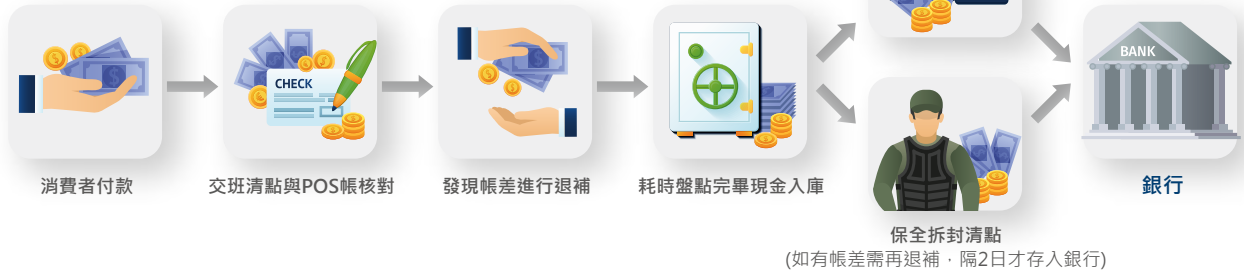 CHECK
BANK
消費者付款
交班清點與POS帳核對
發現帳差進行退補
耗時盤點完畢現金入庫
銀行
保全拆封清點
(如有帳差需再退補，隔2日才存入銀行)